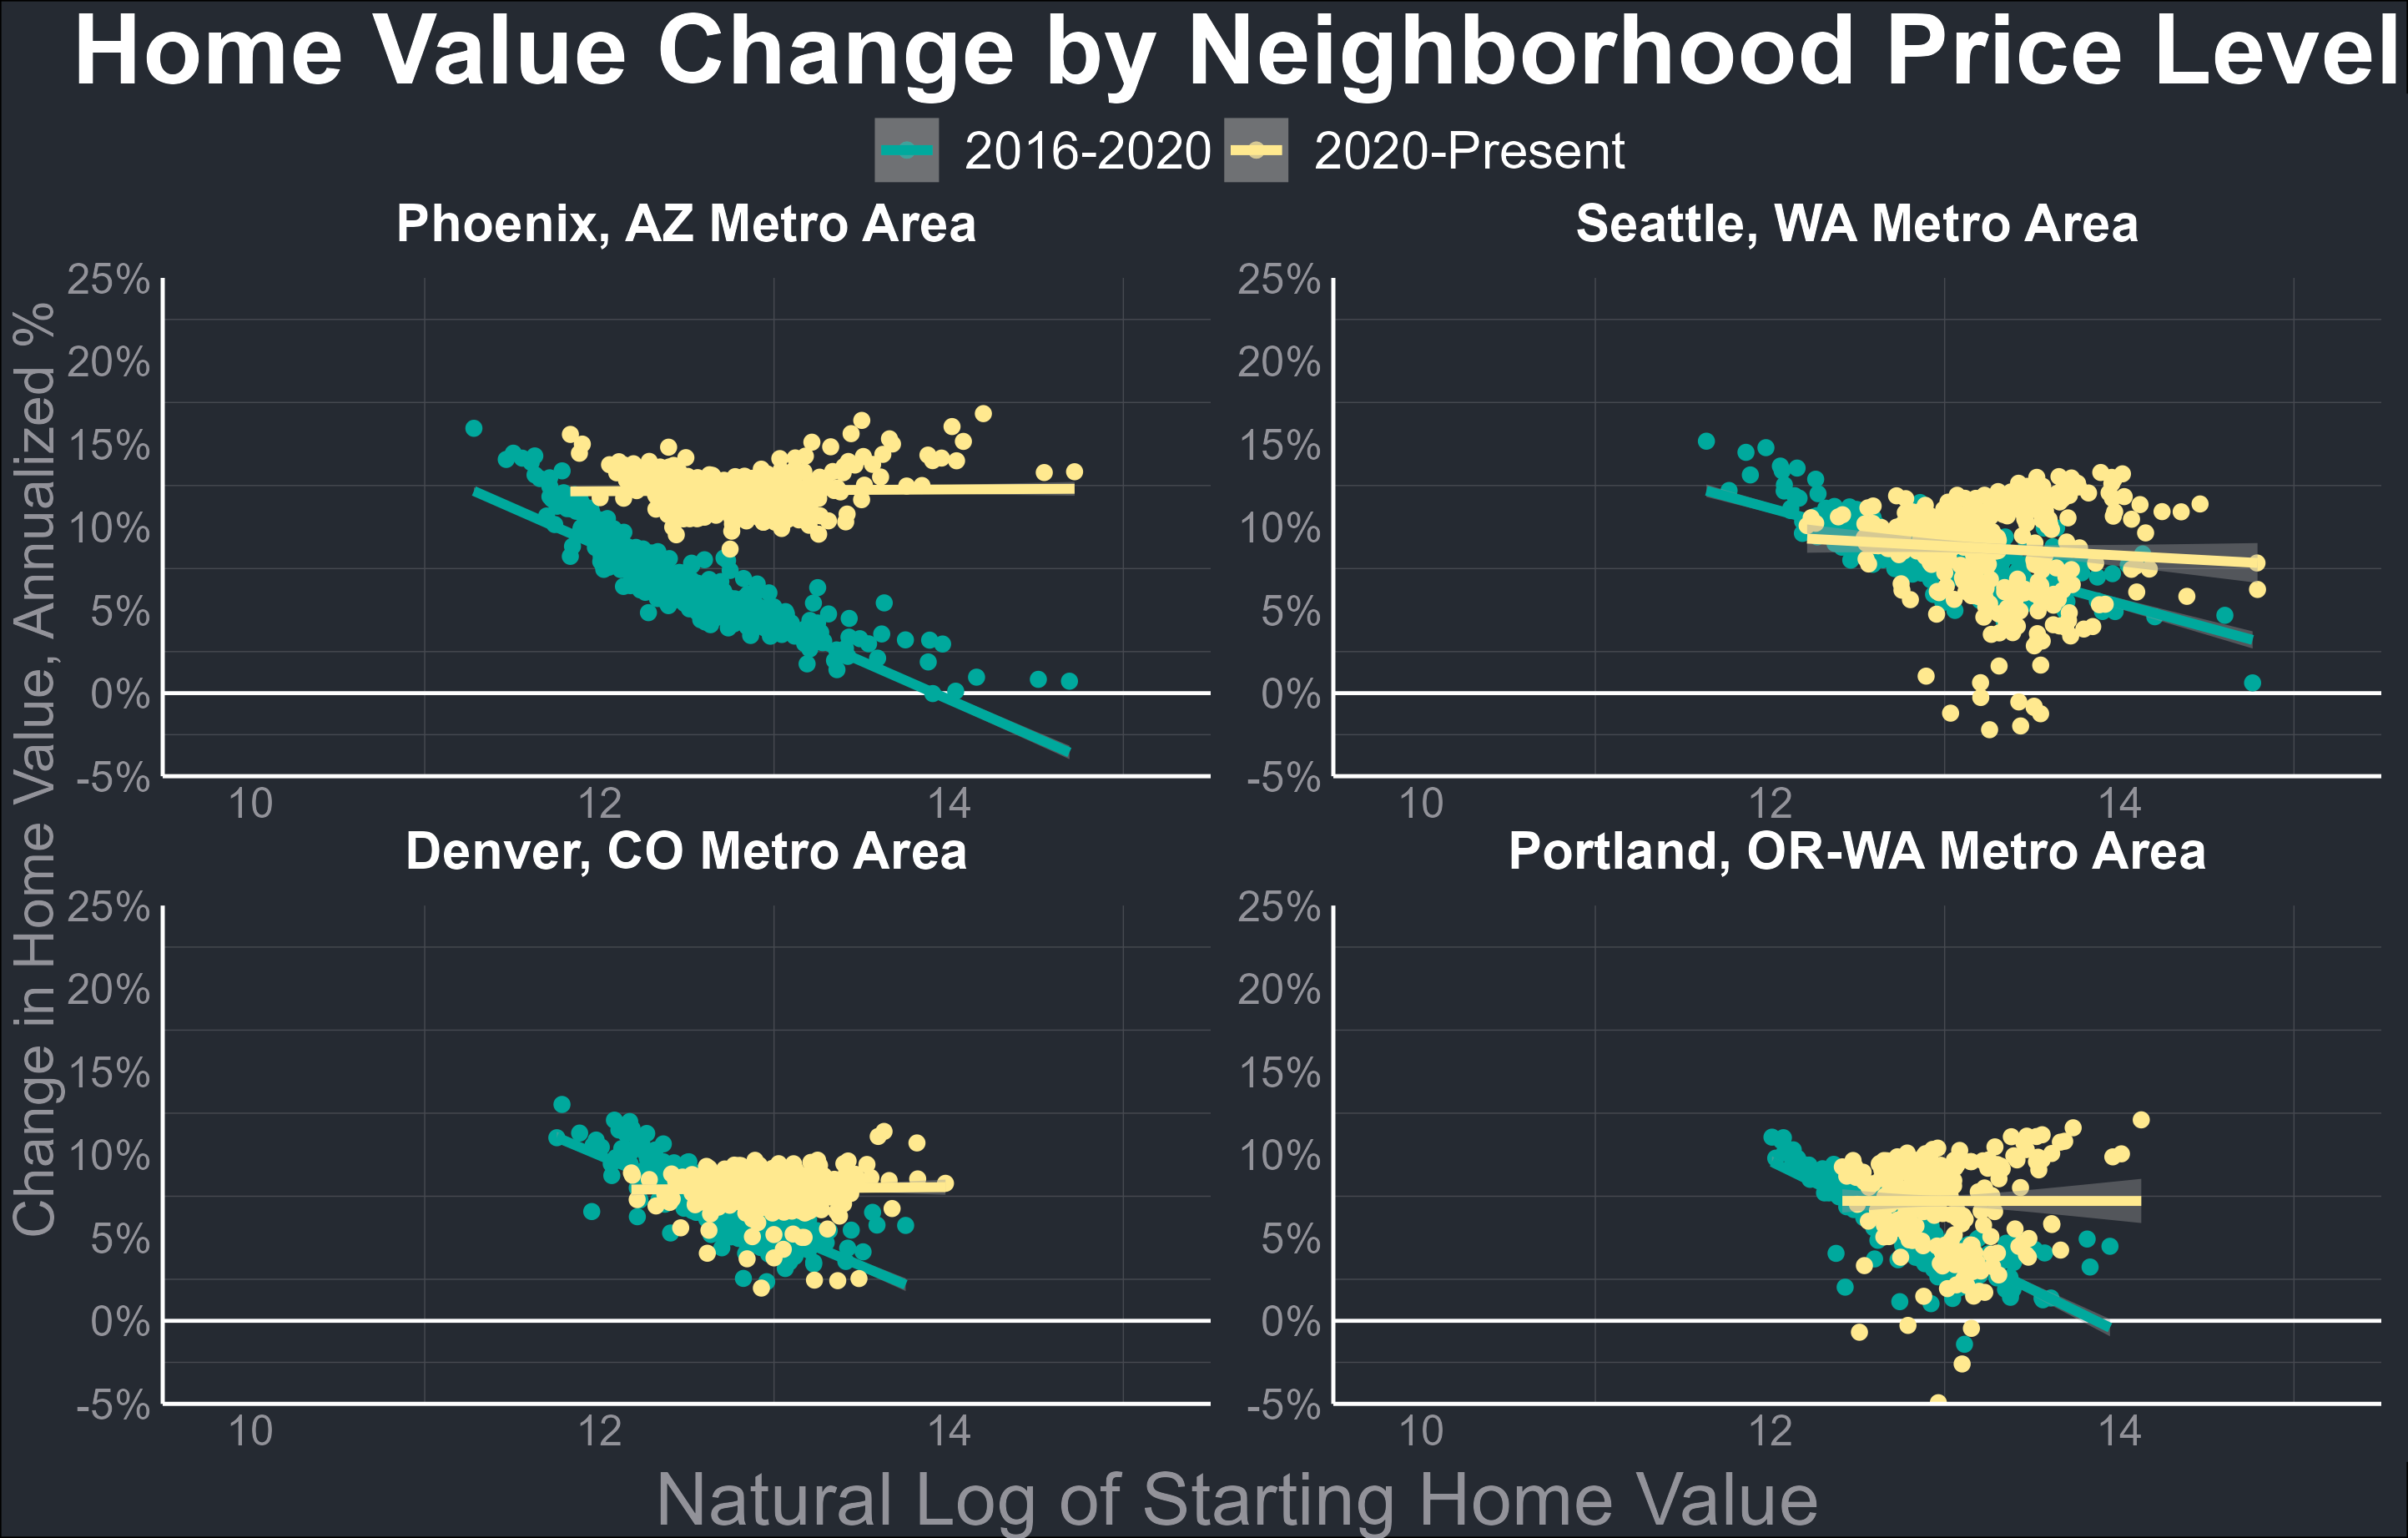 Home Value Change by Neighborhood Price Level
2016-2020 2020-Present
Change in Home Value, Annualized %
Phoenix, AZ Metro Area
25%
20%
15%
10%
5%
0%
-5%
10 12 14
Seattle, WA Metro Area
25%
20%
15%
10%
5%
0%
-5%
10 12 14
Denver, CO Metro Area
25%
20%
15%
10%
5%
0%
-5%
10 12 14
Portland, OR-WA Metro Area
25%
20%
15%
10%
5%
0%
-5%
10 12 14
Natural Log of Starting Home Value